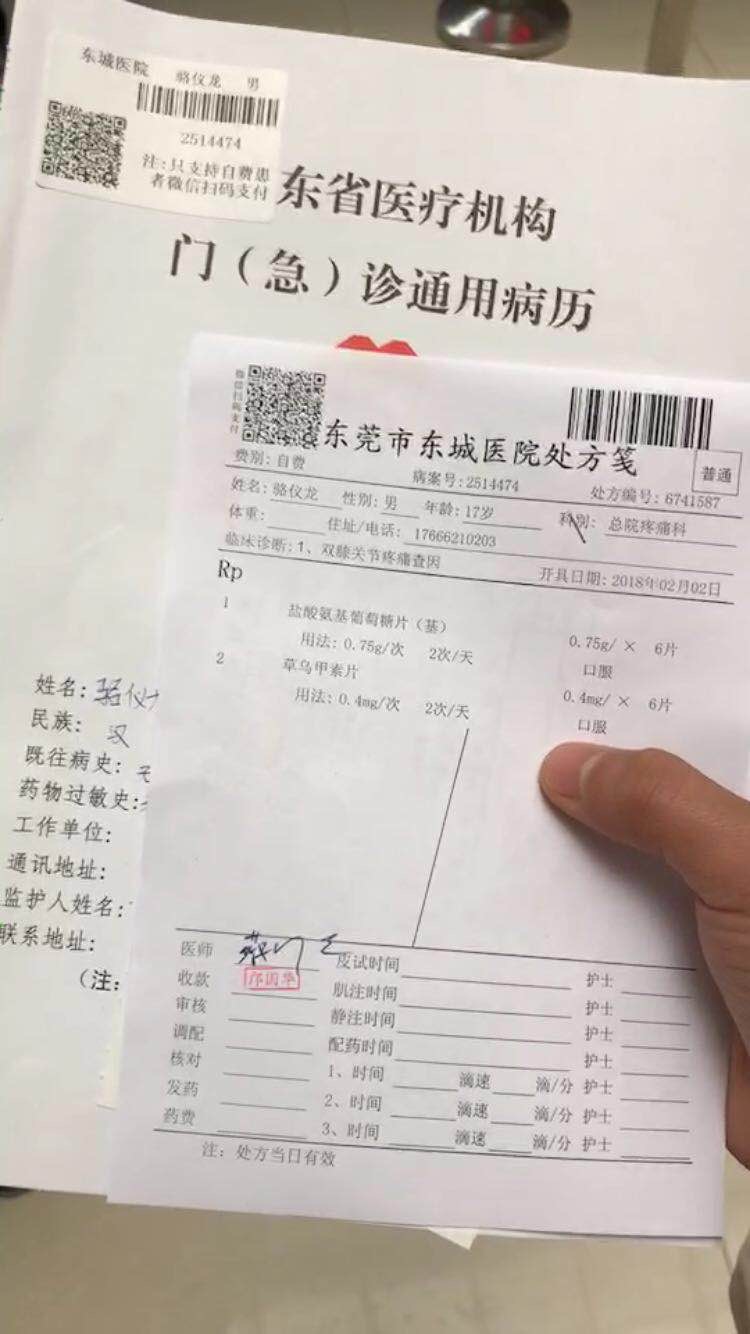 东城医院 骆仪龙 男
2514474
注:只支持自费患
者微信扫码支付
东省医疗机构
门(急)诊通用病历
姓名:骆仪
民族: 汉
既往病史:
药物过敏史:
工作单位:
通讯地址:
监护人姓名:
联系地址:
(注:
微信扫码支付
东莞市东城医院处方笺
普通
费别:自费 病案号:2514474 处方编号:6741587
姓名:骆仪龙 性别:男 年龄:17岁 科别:总院疼痛科
体重: 住址/电话: 17666210203
临床诊断:1、双膝关节疼痛查因 开具日期:2018年02月02日
Rp
1 盐酸氨基葡萄糖片(基) 0.75g/ × 6片
用法:0.75g/次 2次/天 口服
2 草乌甲素片 0.4mg/ × 6片
用法:0.4mg/次 2次/天 口服
医师 皮试时间 护士
收款 肌注时间 护士
审核 静注时间 护士
调配 配药时间 护士
核对 1、时间 滴速 滴/分 护士
发药 2、时间 滴速 滴/分 护士
药费 3、时间 滴速 滴/分 护士
注:处方当日有效